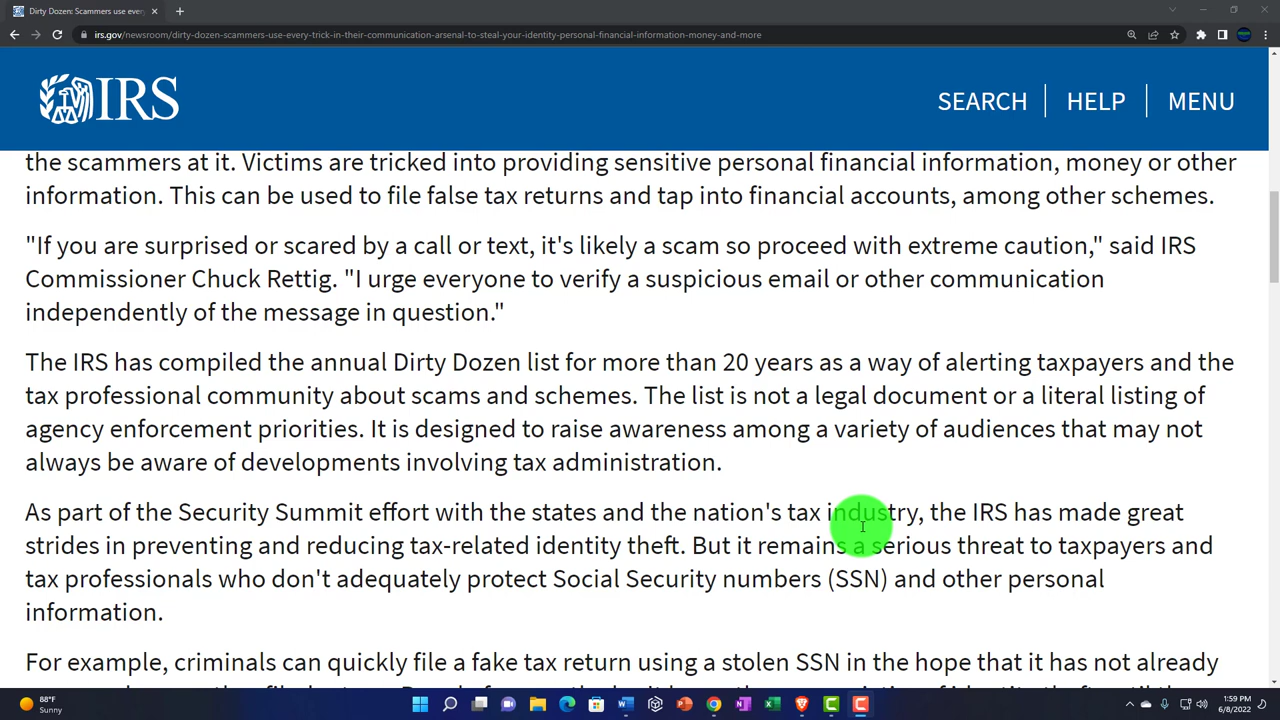 Dirty Dozen: Scammers use every
irs.gov/newsroom/dirty-dozen-scammers-use-every-trick-in-their-communication-arsenal-to-steal-your-identity-personal-financial-information-money-and-more
IRS
SEARCH HELP MENU
the scammers at it. Victims are tricked into providing sensitive personal financial information, money or other
information. This can be used to file false tax returns and tap into financial accounts, among other schemes.
"If you are surprised or scared by a call or text, it's likely a scam so proceed with extreme caution," said IRS
Commissioner Chuck Rettig. "I urge everyone to verify a suspicious email or other communication
independently of the message in question."
The IRS has compiled the annual Dirty Dozen list for more than 20 years as a way of alerting taxpayers and the
tax professional community about scams and schemes. The list is not a legal document or a literal listing of
agency enforcement priorities. It is designed to raise awareness among a variety of audiences that may not
always be aware of developments involving tax administration.
As part of the Security Summit effort with the states and the nation's tax industry, the IRS has made great
strides in preventing and reducing tax-related identity theft. But it remains a serious threat to taxpayers and
tax professionals who don't adequately protect Social Security numbers (SSN) and other personal
information.
For example, criminals can quickly file a fake tax return using a stolen SSN in the hope that it has not already
88°F
Sunny
1:59 PM
6/8/2022